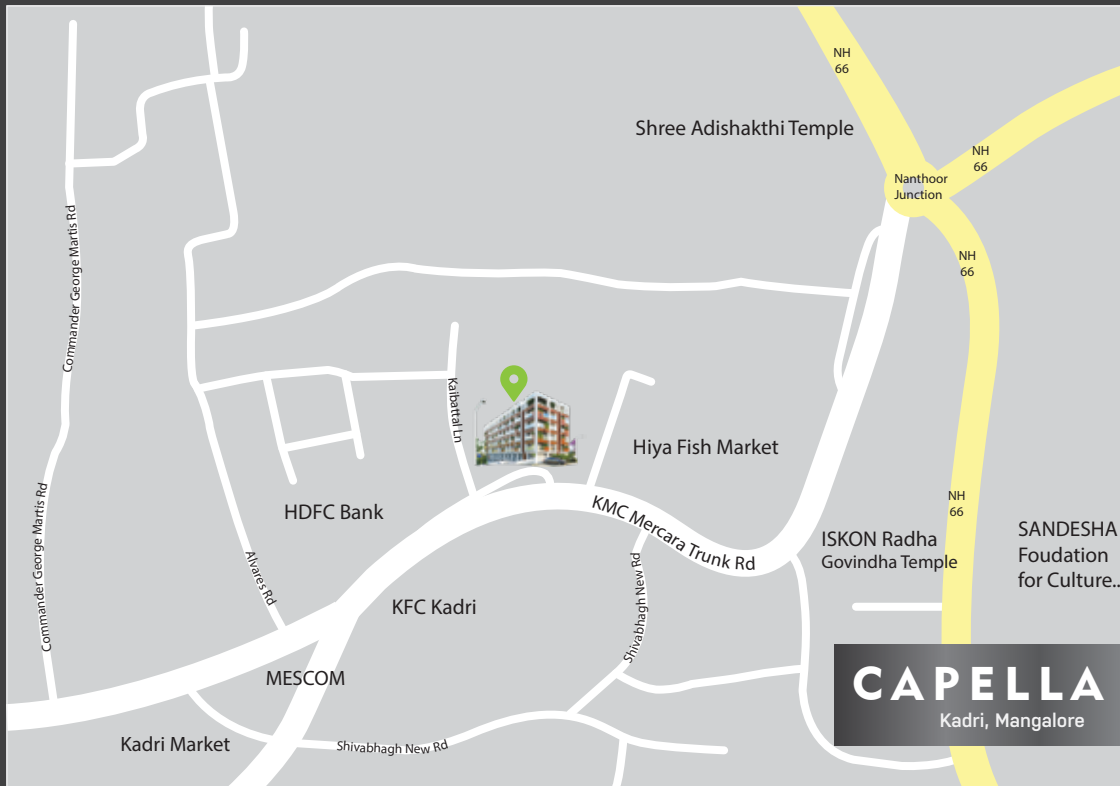 NH
66
Shree Adishakthi Temple
NH
66
Nanthoor
Junction
Commander George Martis Rd
NH
66
Kaibattal Ln
Hiya Fish Market
HDFC Bank
KMC Mercara Trunk Rd
NH
66
Commander George Martis Rd
Alvares Rd
ISKON Radha
Govindha Temple
SANDESHA
Foudation
for Culture..
KFC Kadri
Shivabhagh New Rd
MESCOM
CAPELLA
Kadri, Mangalore
Kadri Market
Shivabhagh New Rd